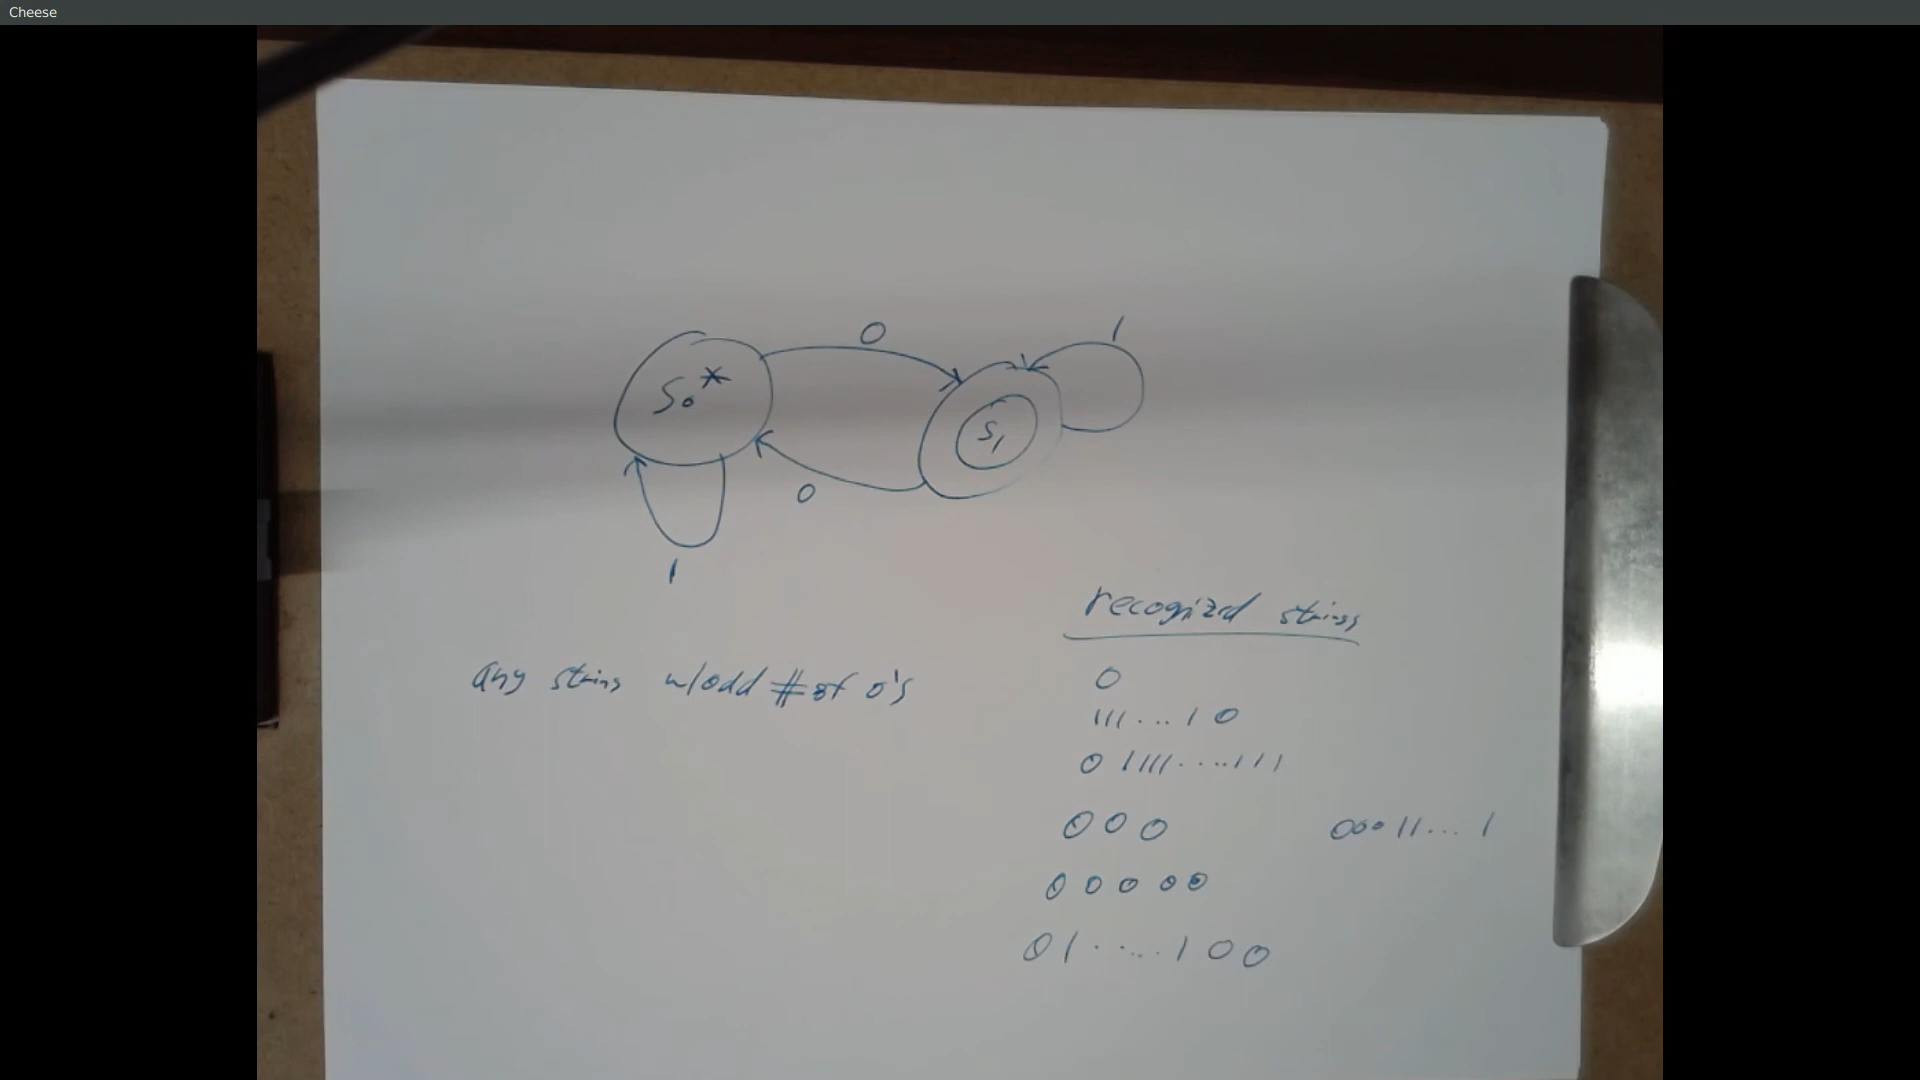 Cheese
0
1
S₀*
S₁
0
1
recognized strings
any string w/odd # of 0's
0
111...10
01111.....111
000 00011... 1
00000
01.....100